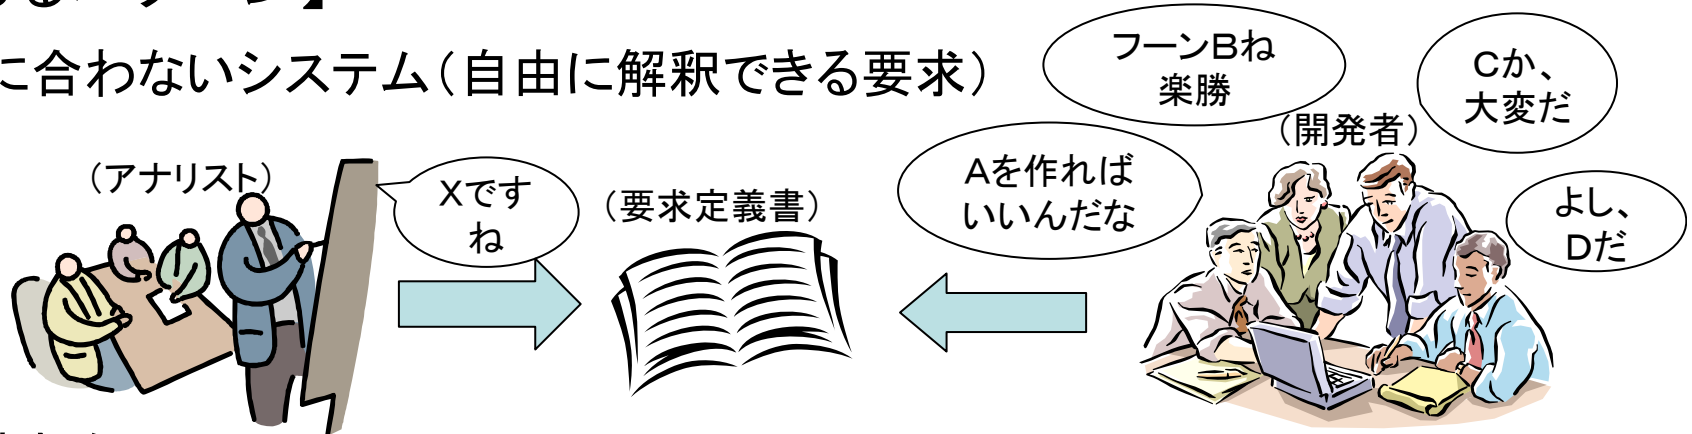 に合わないシステム（自由に解釈できる要求）
フーンＢね
楽勝
Ｃか、
大変だ
（開発者）
（アナリスト）
Ｘです
ね
（要求定義書）
Ａを作れば
いいんだな
よし、
Ｄだ